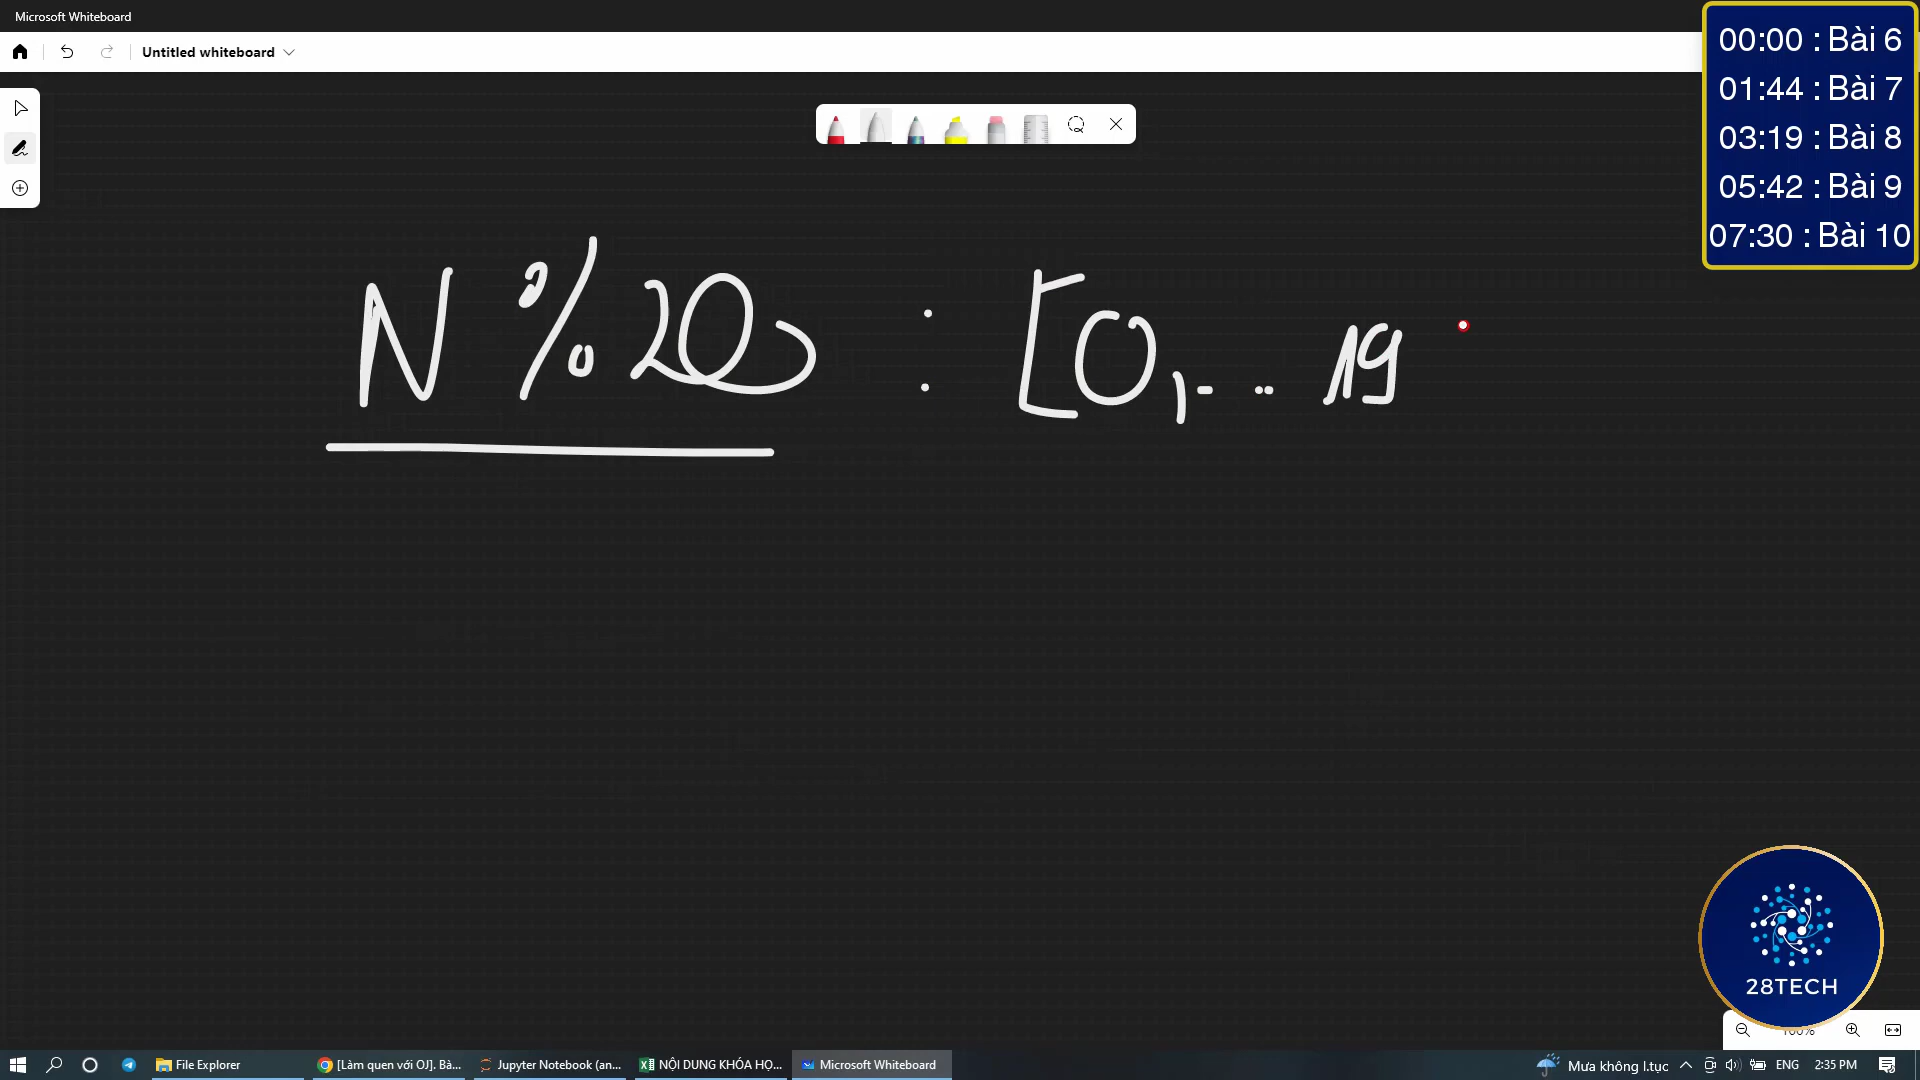 Microsoft Whiteboard
Untitled whiteboard
00:00 : Bài 6
01:44 : Bài 7
03:19 : Bài 8
05:42 : Bài 9
07:30 : Bài 10
N % 20 : [0, ... 19
28TECH
100%
File Explorer
[Làm quen với OJ]. Bà...
Jupyter Notebook (an...
NỘI DUNG KHÓA HỌ...
Microsoft Whiteboard
Mưa không l.tục
ENG
2:35 PM